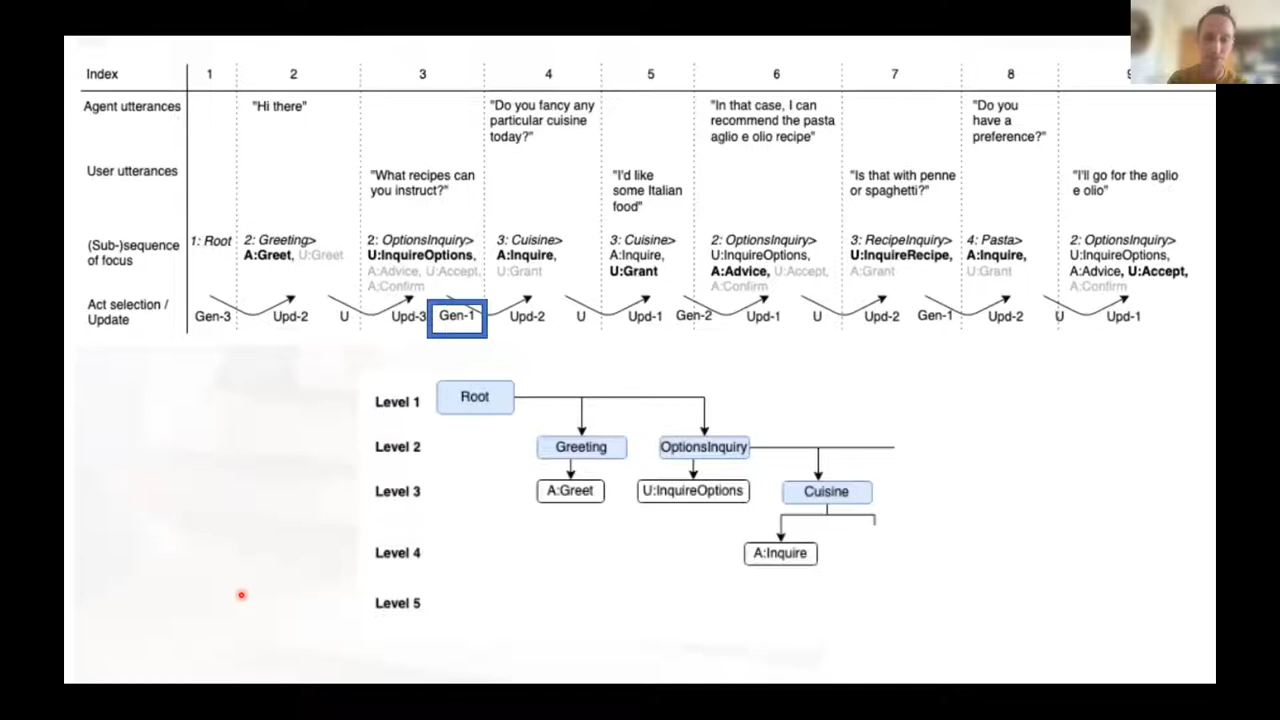 Index 1 2 3 4 5 6 7 8 9
Agent utterances "Hi there" "Do you fancy any "In that case, I can "Do you
particular cuisine recommend the pasta have a
today?" aglio e olio recipe" preference?"
User utterances "What recipes can "I'd like "Is that with penne "I'll go for the aglio
you instruct?" some Italian or spaghetti?" e olio"
food"
(Sub-)sequence 1: Root 2: Greeting> 2: OptionsInquiry> 3: Cuisine> 3: Cuisine> 2: OptionsInquiry> 3: RecipeInquiry> 4: Pasta> 2: OptionsInquiry>
of focus A:Greet, U:Greet U:InquireOptions, A:Inquire, A:Inquire, U:InquireOptions, U:InquireRecipe, A:Inquire, U:InquireOptions,
A:Advice, U:Accept, U:Grant U:Grant A:Advice, U:Accept, A:Grant U:Grant A:Advice, U:Accept,
A:Confirm A:Confirm A:Confirm
Act selection /
Update Gen-3 Upd-2 U Upd-3 Gen-1 Upd-2 U Upd-1 Gen-2 Upd-1 U Upd-2 Gen-1 Upd-2 U Upd-1
Level 1 Root
Level 2 Greeting OptionsInquiry
Level 3 A:Greet U:InquireOptions Cuisine
Level 4 A:Inquire
Level 5